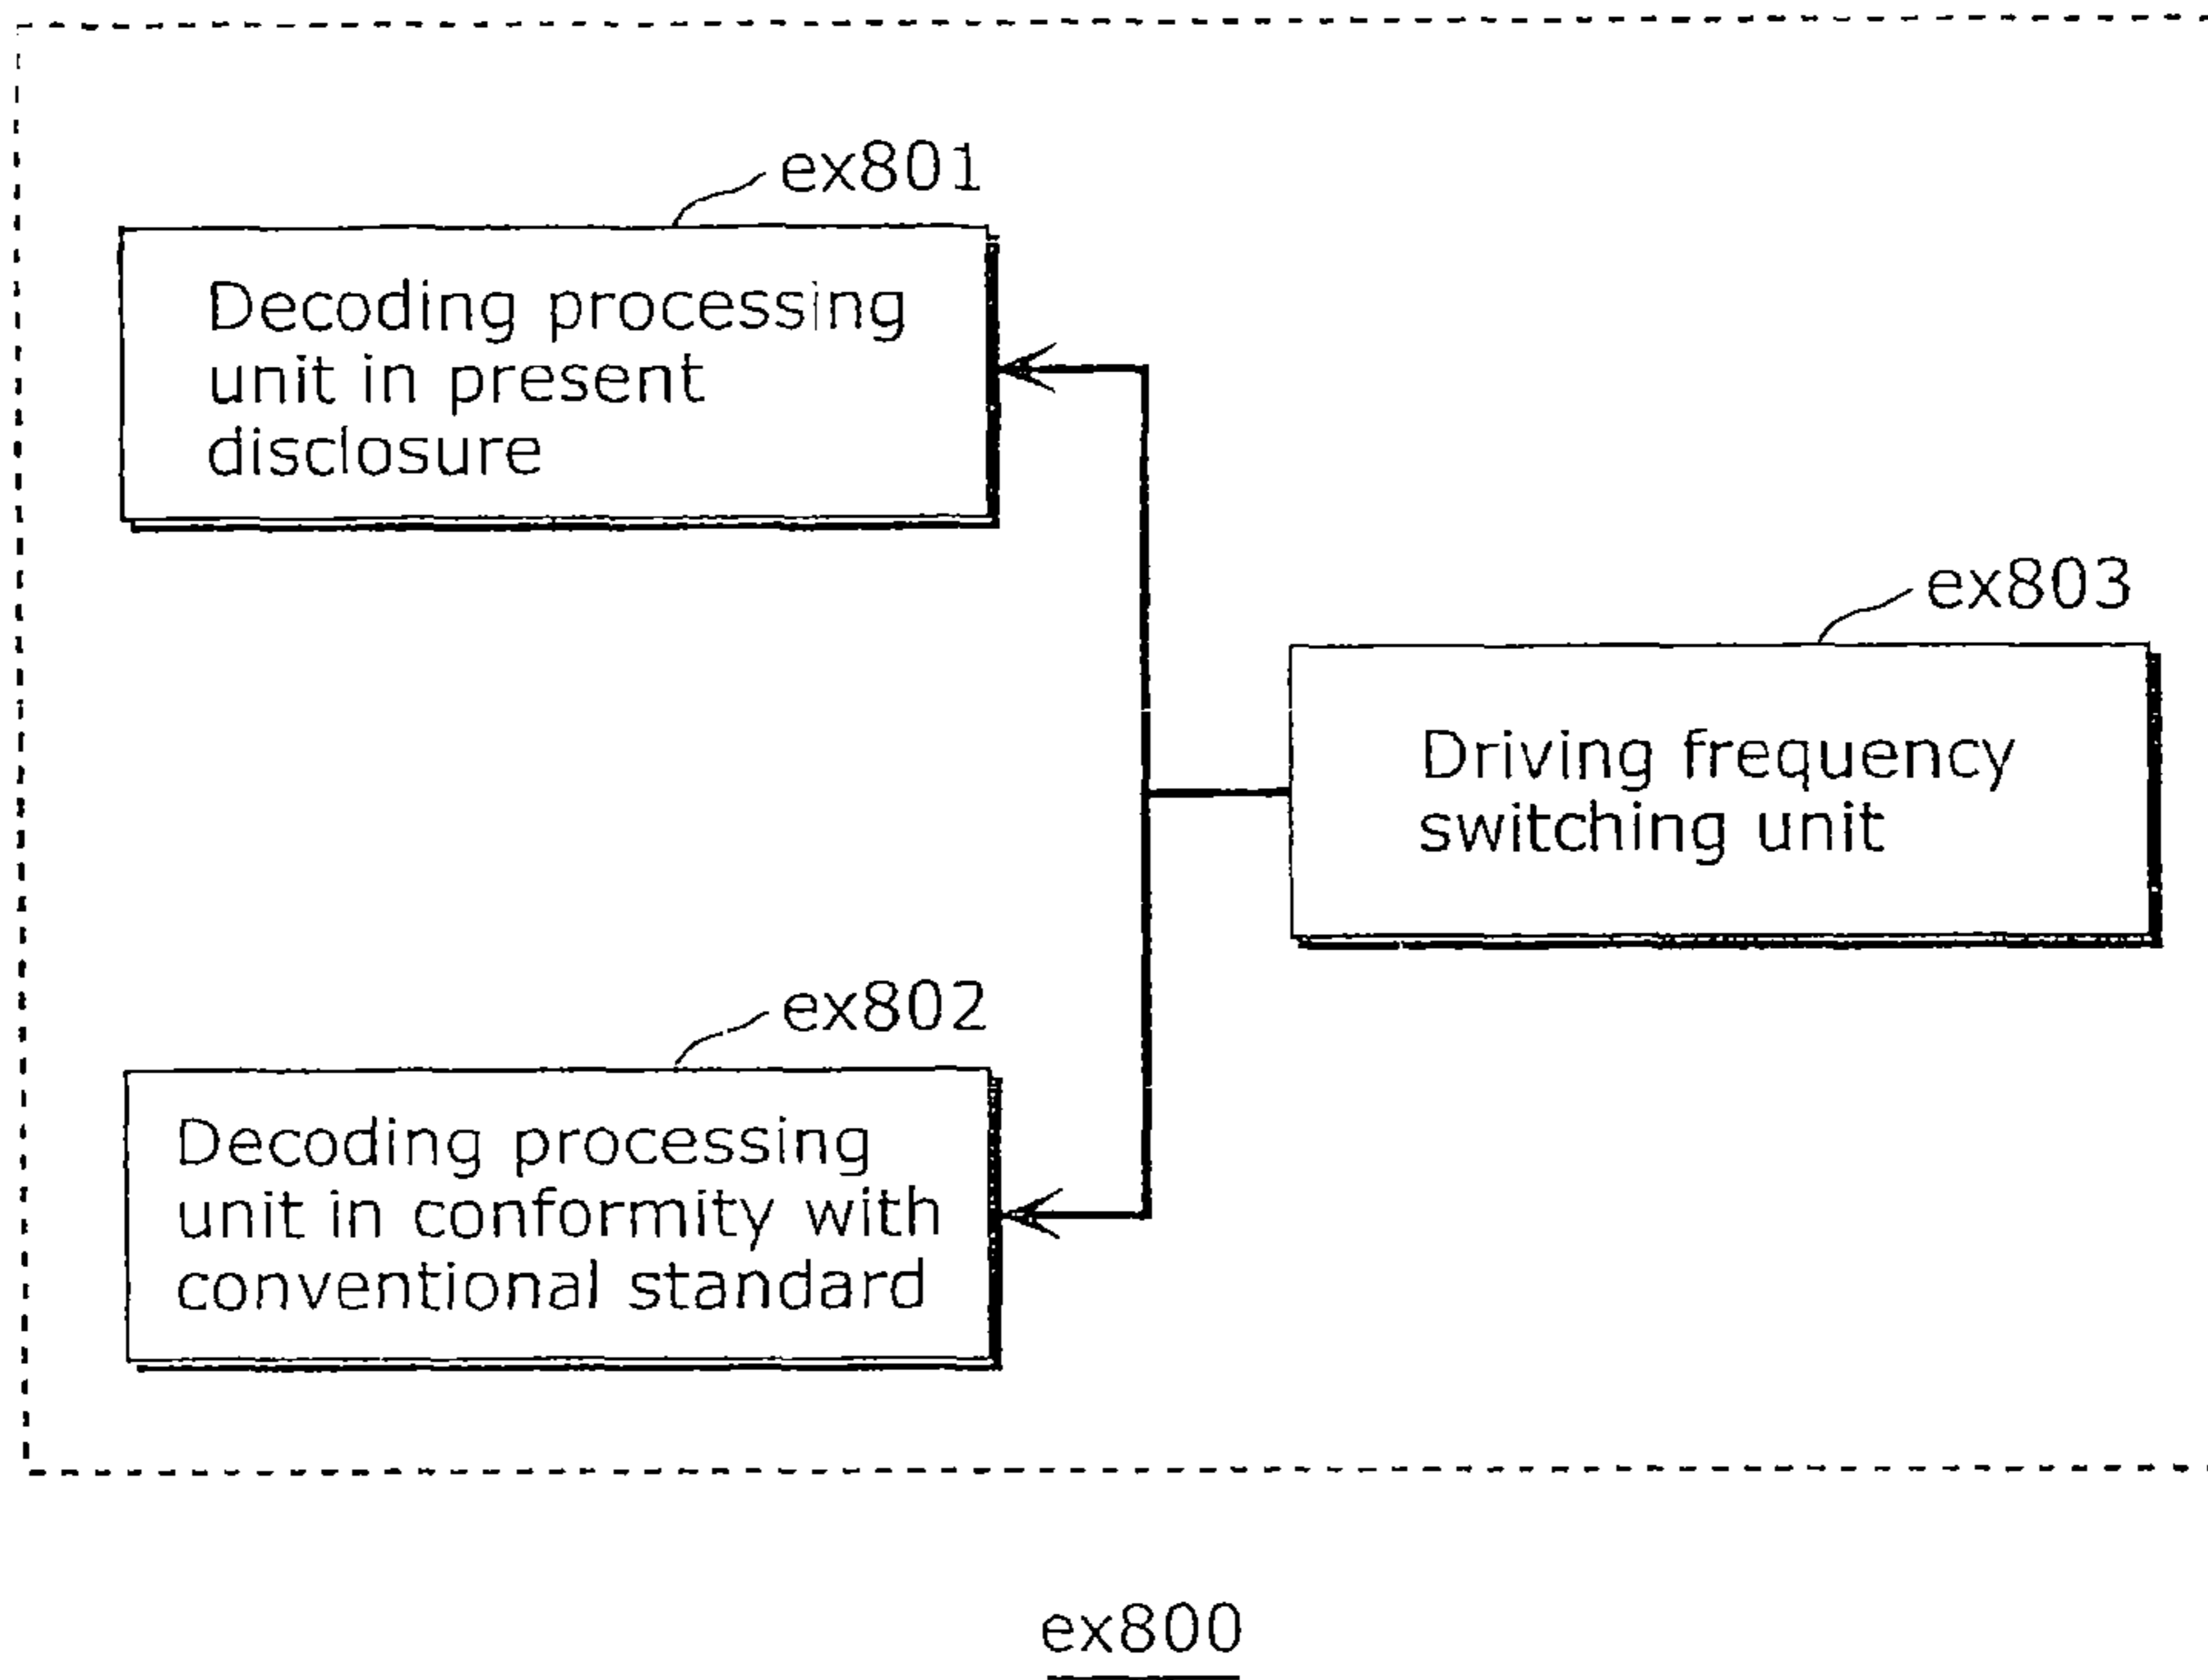 ex801
Decoding processing
unit in present
disclosure
ex803
Driving frequency
switching unit
ex802
Decoding processing
unit in conformity with
conventional standard
ex800